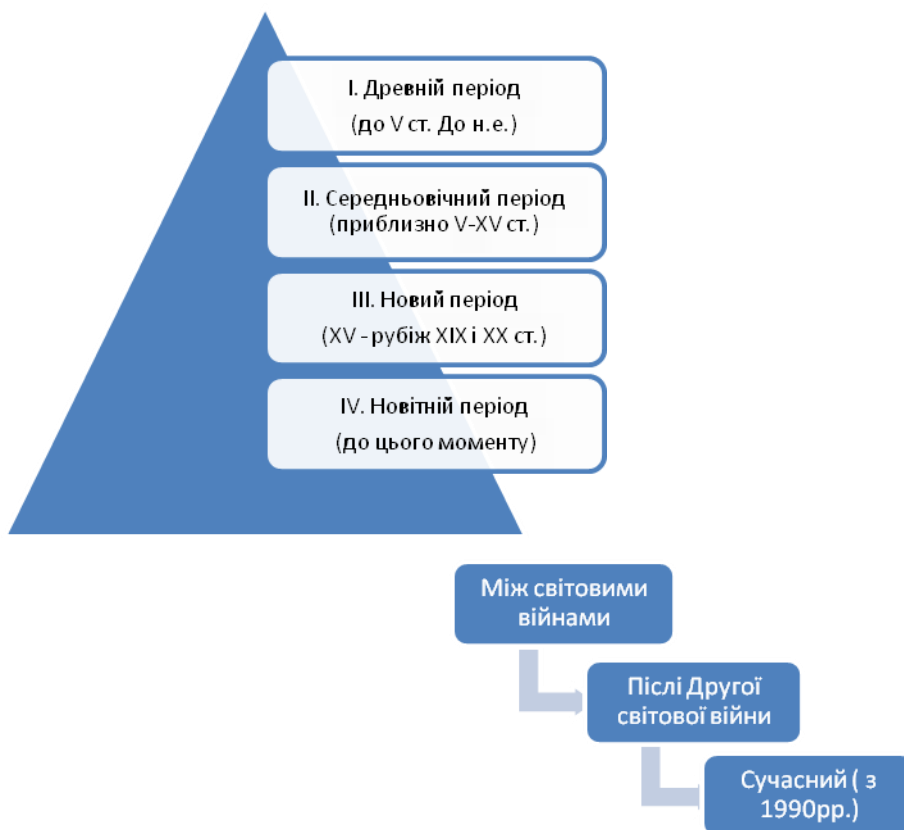 І. Древній період
(до V ст. До н.е.)
ІІ. Середньовічний період
(приблизно V-XV ст.)
ІІІ. Новий період
(XV - рубіж XIX і XX ст.)
IV. Новітній період
(до цього моменту)
Між світовими
війнами
Після Другої
світової війни
Сучасний ( з
1990рр.)